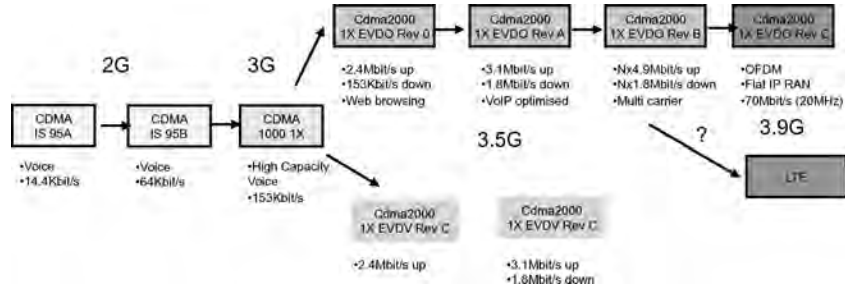 Cdma2000
1X EVDO Rev 0
Cdma2000
1X EVDO Rev A
Cdma2000
1X EVDO Rev B
Cdma2000
1X EVDO Rev C
2G
3G
•2.4Mbit/s up
•153Kbit/s down
•Web browsing
•3.1Mbit/s up
•1.8Mbit/s down
•VoIP optimised
•Nx4.9Mbit/s up
•Nx1.8Mbit/s down
•Multi carrier
•OFDM
•Flat IP RAN
•70Mbit/s (20MHz)
CDMA
IS 95A
CDMA
IS 95B
CDMA
1000 1X
3.5G
?
3.9G
•Voice
•14.4Kbit/s
•Voice
•64Kbit/s
•High Capacity
Voice
•153Kbit/s
LTE
Cdma2000
1X EVDV Rev C
Cdma2000
1X EVDV Rev C
•2.4Mbit/s up
•3.1Mbit/s up
•1.8Mbit/s down